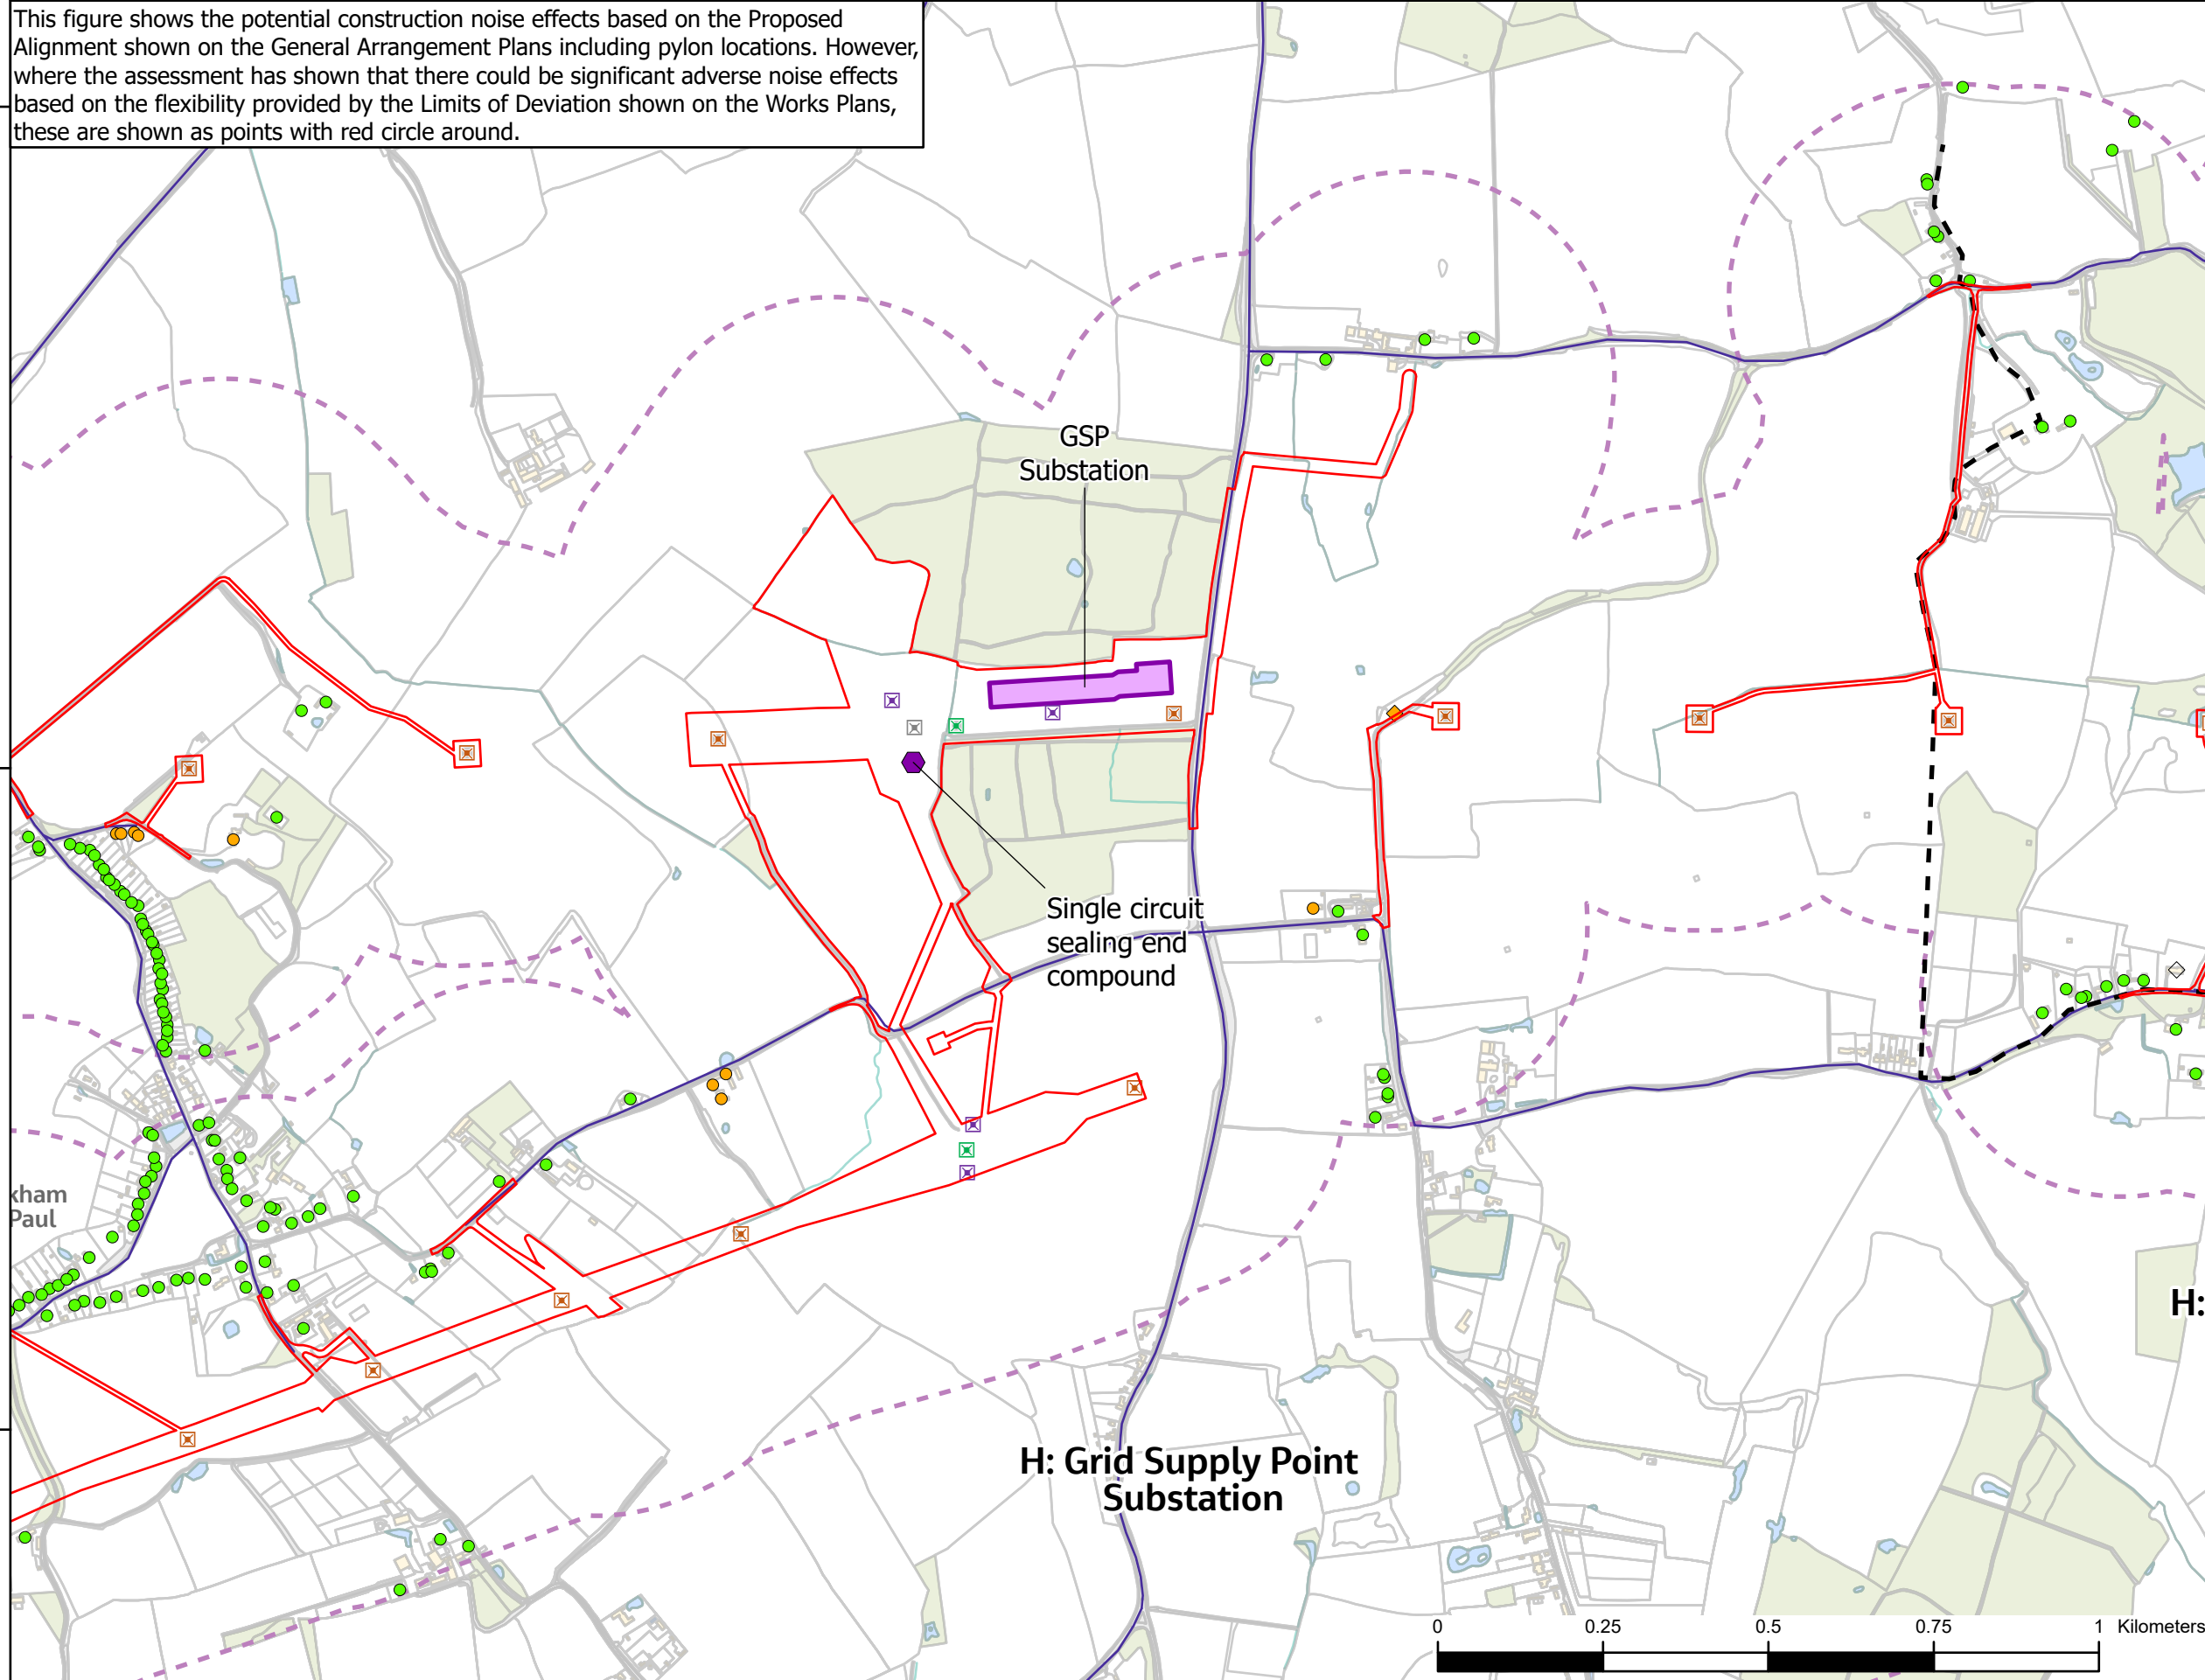 This figure shows the potential construction noise effects based on the Proposed
Alignment shown on the General Arrangement Plans including pylon locations. However,
where the assessment has shown that there could be significant adverse noise effects
based on the flexibility provided by the Limits of Deviation shown on the Works Plans,
these are shown as points with red circle around.
GSP
Substation
Single circuit
sealing end
compound
kham
Paul
H:
H: Grid Supply Point
Substation
0 0.25 0.5 0.75 1 Kilometers